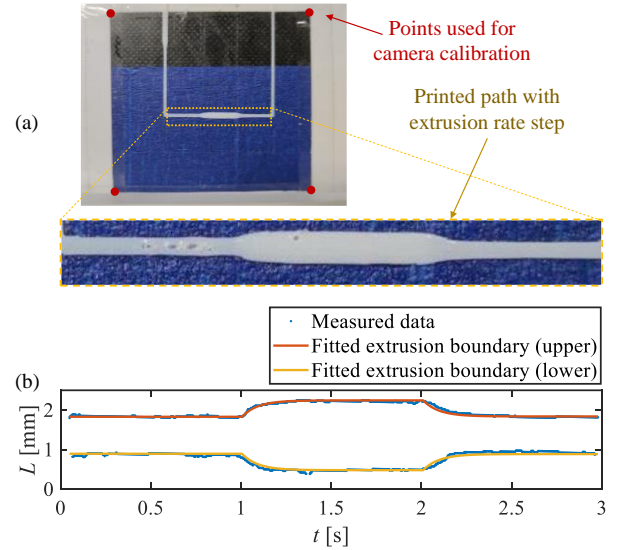 Points used for
camera calibration
Printed path with
extrusion rate step
(a)
Measured data
Fitted extrusion boundary (upper)
Fitted extrusion boundary (lower)
(b)
L [mm]
2
1
0
0 0.5 1 1.5 2 2.5 3
t [s]